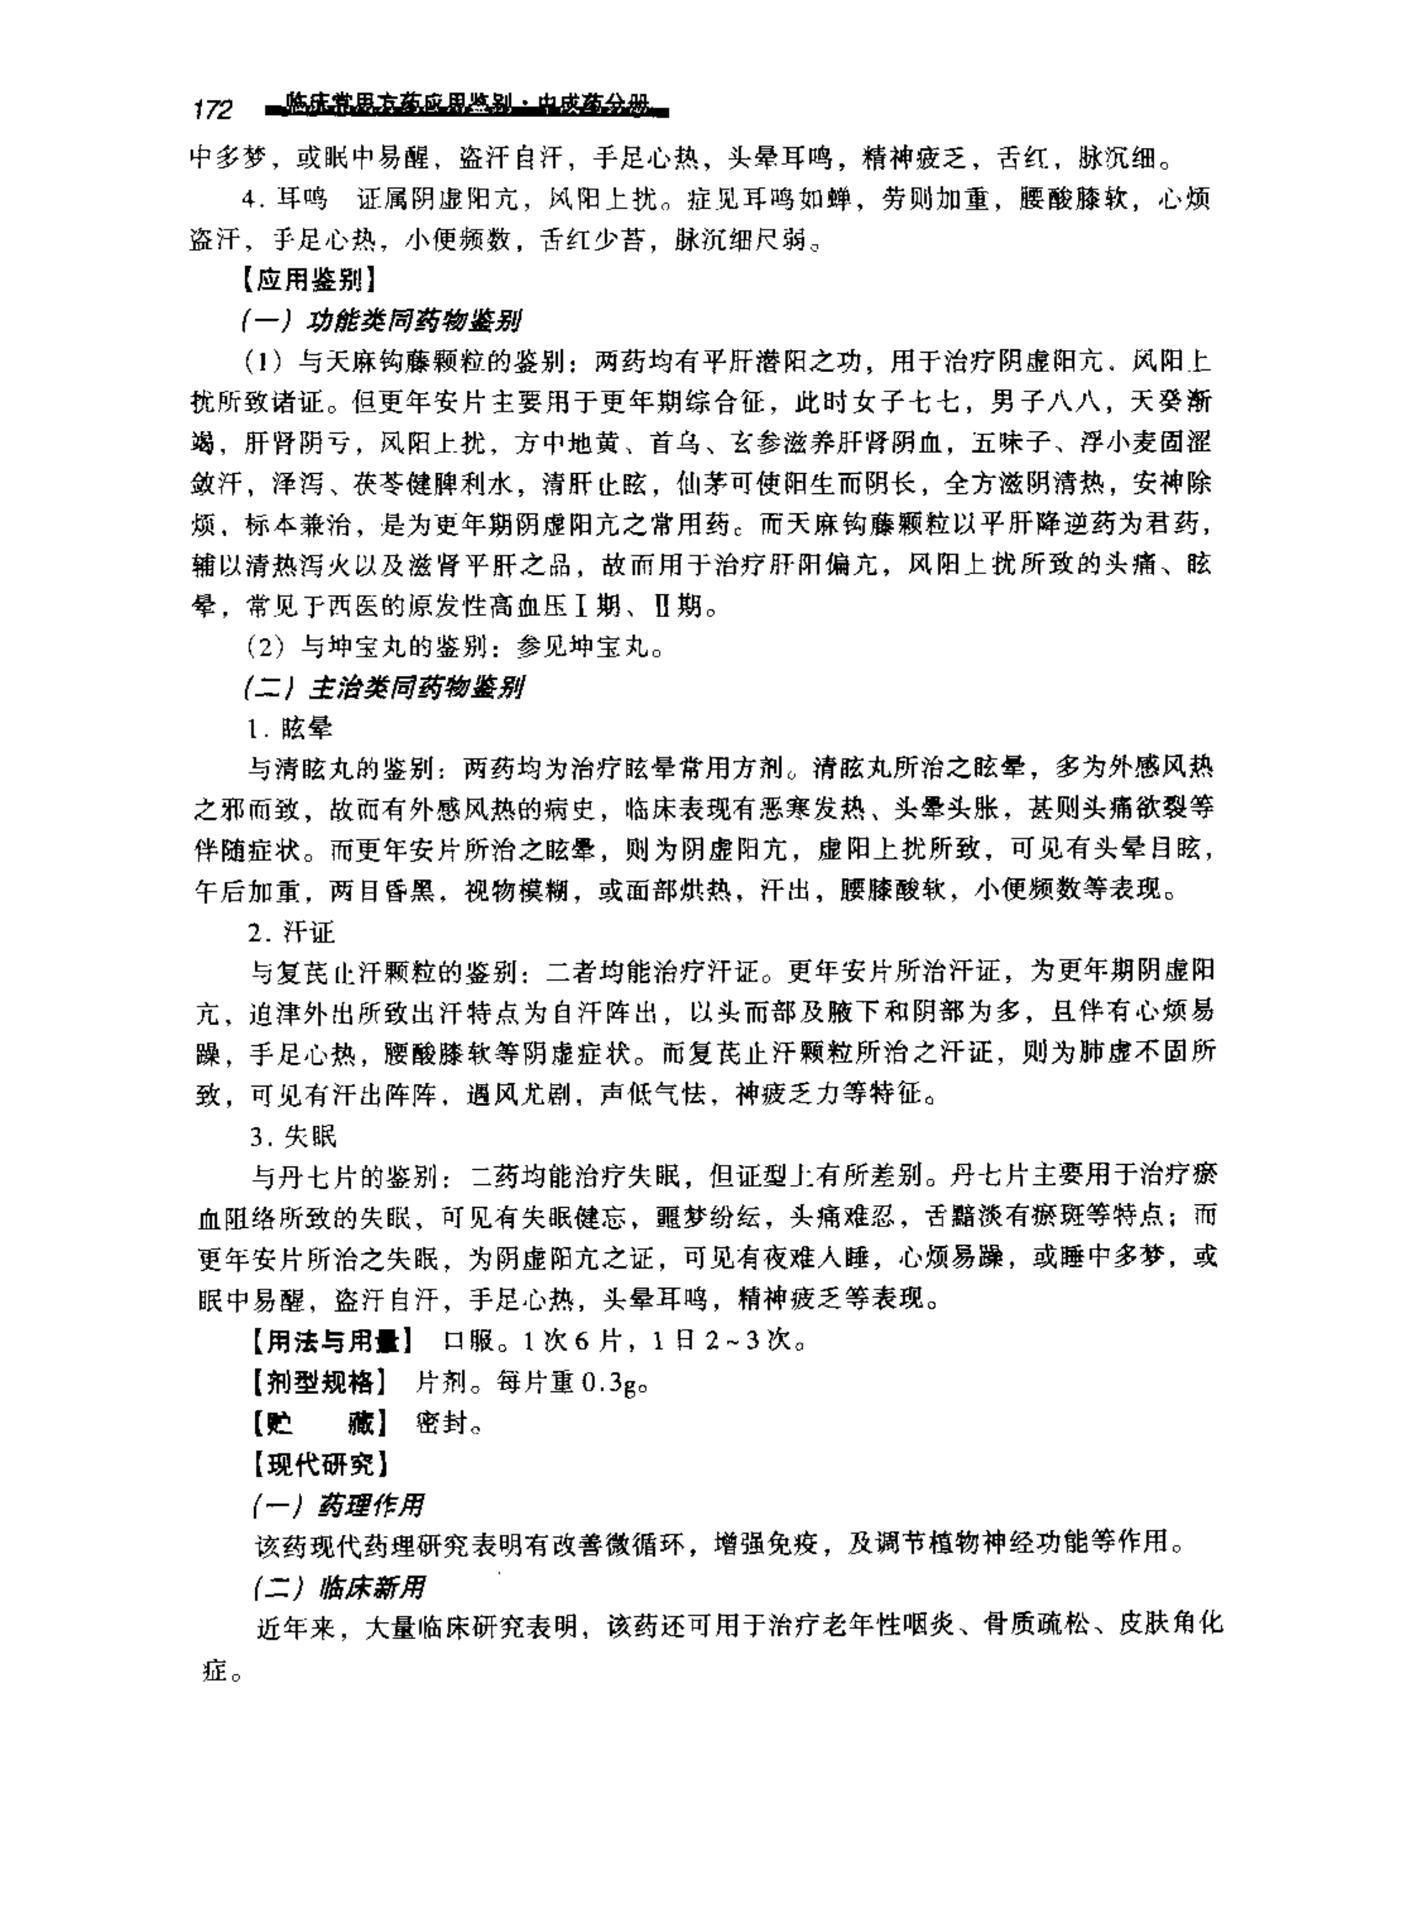 172 临床常用方药应用鉴别·中成药分册
中多梦，或眠中易醒，盗汗自汗，手足心热，头晕耳鸣，精神疲乏，舌红，脉沉细。
4. 耳鸣 证属阴虚阳亢，风阳上扰。症见耳鸣如蝉，劳则加重，腰酸膝软，心烦
盗汗，手足心热，小便频数，舌红少苔，脉沉细尺弱。
【应用鉴别】
（一）功能类同药物鉴别
（1）与天麻钩藤颗粒的鉴别：两药均有平肝潜阳之功，用于治疗阴虚阳亢．风阳上
扰所致诸证。但更年安片主要用于更年期综合征，此时女子七七，男子八八，天癸渐
竭，肝肾阴亏，风阳上扰，方中地黄、首乌、玄参滋养肝肾阴血，五味子、浮小麦固涩
敛汗，泽泻、茯苓健脾利水，清肝止眩，仙茅可使阳生而阴长，全方滋阴清热，安神除
烦，标本兼治，是为更年期阴虚阳亢之常用药。而天麻钩藤颗粒以平肝降逆药为君药，
辅以清热泻火以及滋肾平肝之品，故而用于治疗肝阳偏亢，风阳上扰所致的头痛、眩
晕，常见于西医的原发性高血压Ⅰ期、Ⅱ期。
（2）与坤宝丸的鉴别：参见坤宝丸。
（二）主治类同药物鉴别
1. 眩晕
与清眩丸的鉴别：两药均为治疗眩晕常用方剂。清眩丸所治之眩晕，多为外感风热
之邪而致，故而有外感风热的病史，临床表现有恶寒发热、头晕头胀，甚则头痛欲裂等
伴随症状。而更年安片所治之眩晕，则为阴虚阳亢，虚阳上扰所致，可见有头晕目眩，
午后加重，两目昏黑，视物模糊，或面部烘热，汗出，腰膝酸软，小便频数等表现。
2. 汗证
与复芪止汗颗粒的鉴别：二者均能治疗汗证。更年安片所治汗证，为更年期阴虚阳
亢，迫津外出所致出汗特点为自汗阵出，以头而部及腋下和阴部为多，且伴有心烦易
躁，手足心热，腰酸膝软等阴虚症状。而复芪止汗颗粒所治之汗证，则为肺虚不固所
致，可见有汗出阵阵，遇风尤剧，声低气怯，神疲乏力等特征。
3. 失眠
与丹七片的鉴别：二药均能治疗失眠，但证型上有所差别。丹七片主要用于治疗瘀
血阻络所致的失眠，可见有失眠健忘，噩梦纷纭，头痛难忍，舌黯淡有瘀斑等特点；而
更年安片所治之失眠，为阴虚阳亢之证，可见有夜难人睡，心烦易躁，或睡中多梦，或
眠中易醒，盗汗自汗，手足心热，头晕耳鸣，精神疲乏等表现。
【用法与用量】 口服。1次6片，1日2~3次。
【剂型规格】 片剂。每片重0.3g。
【贮 藏】 密封。
【现代研究】
（一）药理作用
该药现代药理研究表明有改善微循环，增强免疫，及调节植物神经功能等作用。
（二）临床新用
近年来，大量临床研究表明，该药还可用于治疗老年性咽炎、骨质疏松、皮肤角化
症。